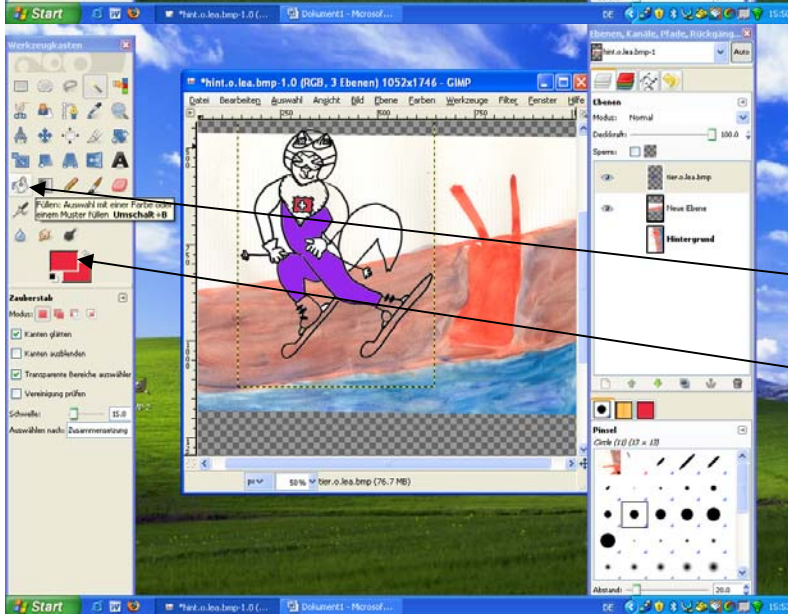 Start
*hint.o.lea.bmp-1.0 (...
Dokument1 - Microsof...
DE
Werkzeugkasten
Ebenen, Kanäle, Pfade, Rückgäng...
hint.o.lea.bmp-1
Auto
*hint.o.lea.bmp-1.0 (RGB, 3 Ebenen) 1052x1746 – GIMP
Datei Bearbeiten Auswahl Ansicht Bild Ebene Farben Werkzeuge Filter Fenster Hilfe
250 500 750
Ebenen
Modus: Normal
Deckkraft: 100.0
Sperre:
tier.o.lea.bmp
Neue Ebene
Hintergrund
Füllen: Auswahl mit einer Farbe oder
einem Muster füllen Umschalt+B
Zauberstab
Modus:
Kanten glätten
Kanten ausblenden
Transparente Bereiche auswählen
Vereinigung prüfen
Schwelle: 15.0
Auswählen nach: Zusammensetzung
px 50% tier.o.lea.bmp (76.7 MB)
Pinsel
Circle (11) (13 × 13)
Abstand: 20.0
Start
*hint.o.lea.bmp-1.0 (...
Dokument1 - Microsof...
DE